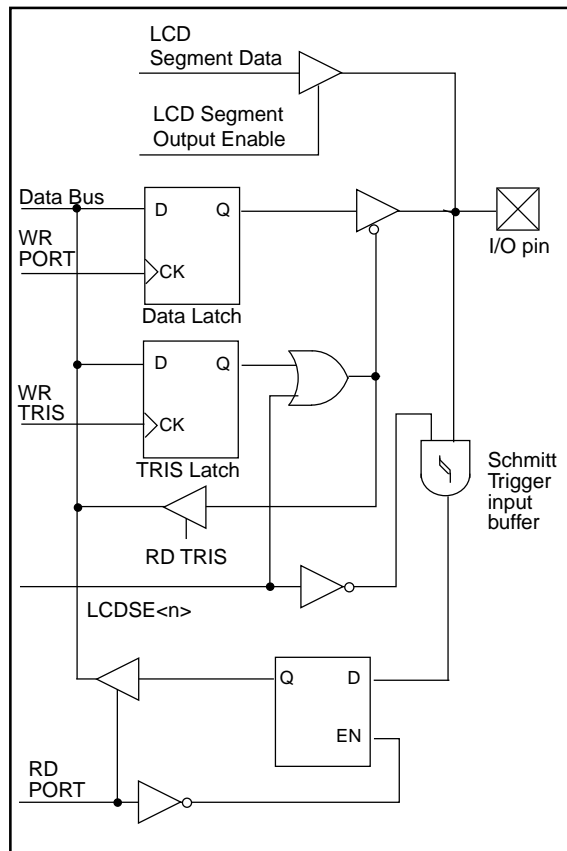 LCD
Segment Data
LCD Segment
Output Enable
Data Bus
D
Q
WR
PORT
CK
I/O pin
Data Latch
D
Q
WR
TRIS
CK
TRIS Latch
Schmitt
Trigger
input
buffer
RD TRIS
LCDSE<n>
Q
D
EN
RD
PORT